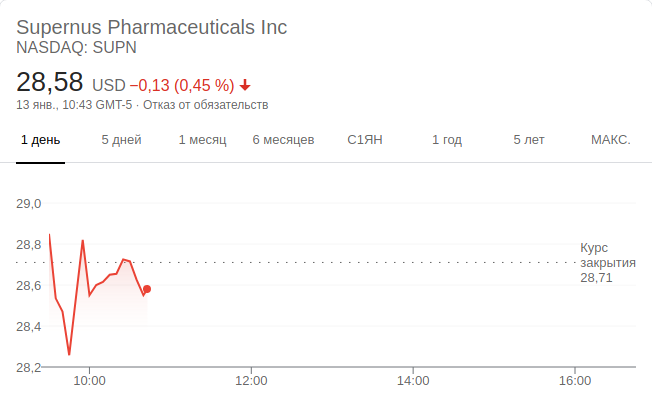 Supernus Pharmaceuticals Inc
NASDAQ: SUPN
28,58 USD −0,13 (0,45 %)
13 янв., 10:43 GMT-5 · Отказ от обязательств
1 день 5 дней 1 месяц 6 месяцев С1ЯН 1 год 5 лет МАКС.
29,0
28,8
28,6
28,4
28,2
Курс
закрытия
28,71
10:00 12:00 14:00 16:00